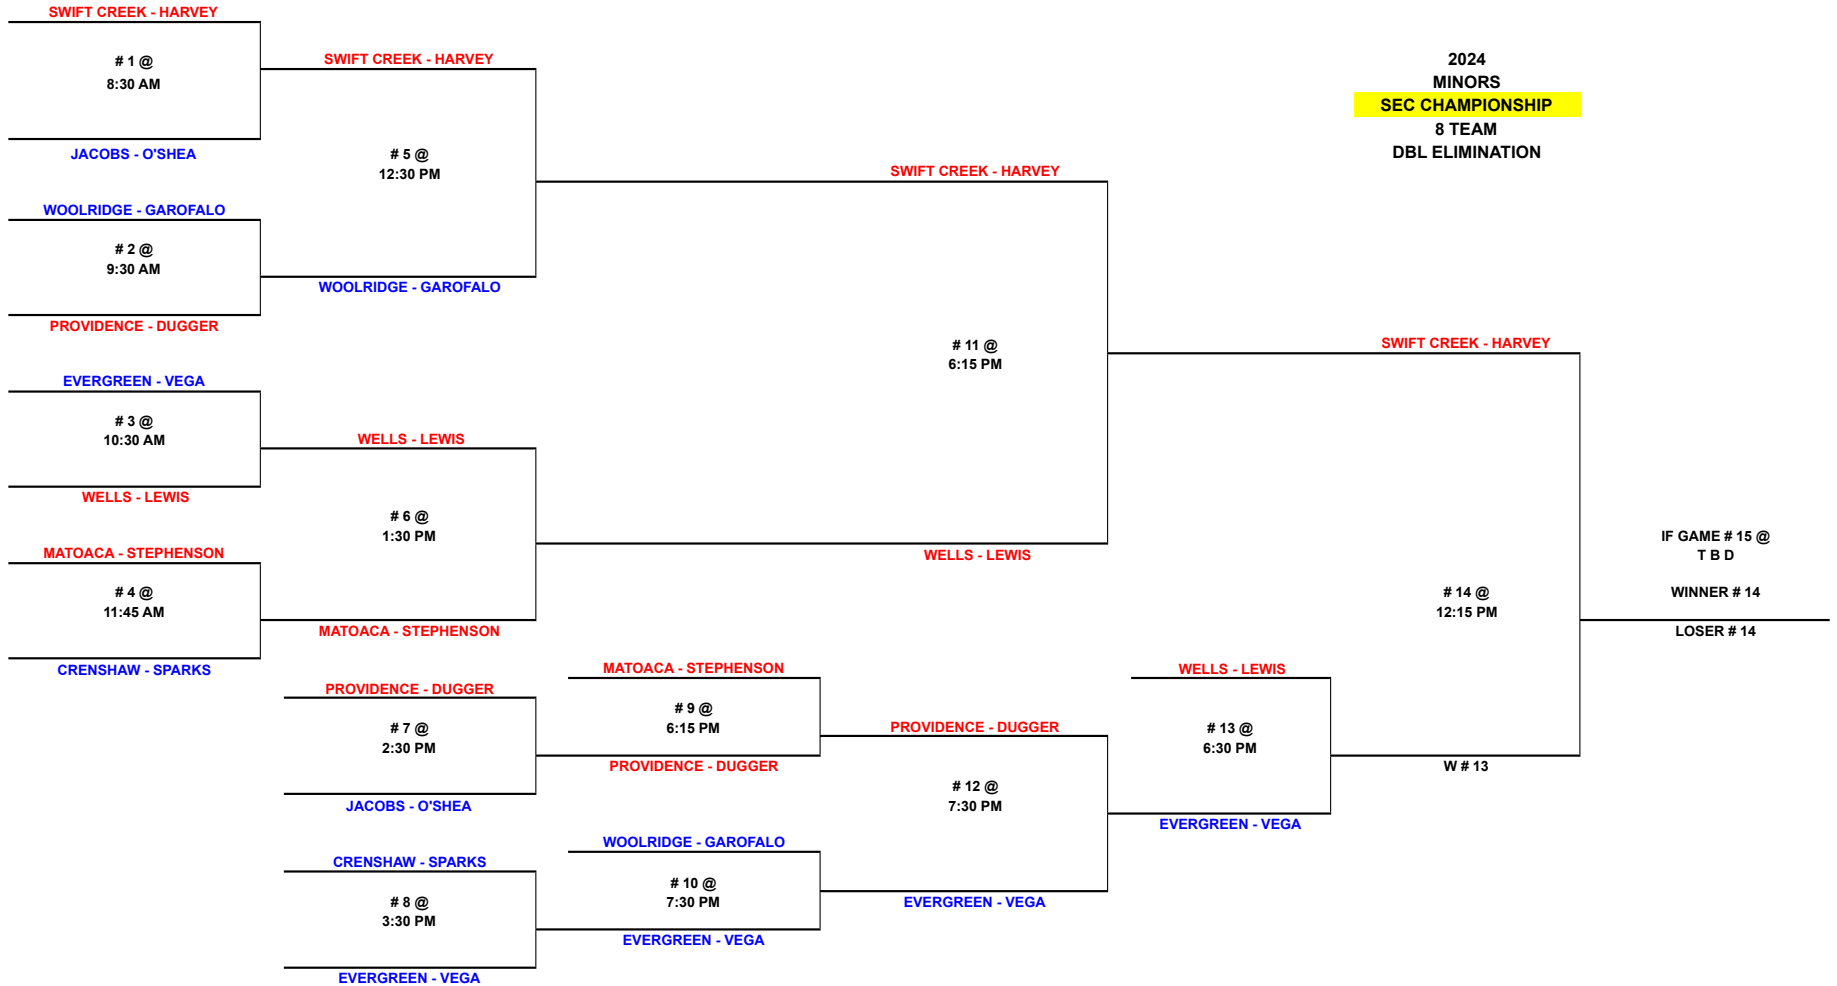 SWIFT CREEK - HARVEY
# 1 @
8:30 AM
JACOBS - O'SHEA
WOOLRIDGE - GAROFALO
# 2 @
9:30 AM
PROVIDENCE - DUGGER
EVERGREEN - VEGA
# 3 @
10:30 AM
WELLS - LEWIS
MATOACA - STEPHENSON
# 4 @
11:45 AM
CRENSHAW - SPARKS
SWIFT CREEK - HARVEY
# 5 @
12:30 PM
WOOLRIDGE - GAROFALO
WELLS - LEWIS
# 6 @
1:30 PM
MATOACA - STEPHENSON
PROVIDENCE - DUGGER
# 7 @
2:30 PM
JACOBS - O'SHEA
CRENSHAW - SPARKS
# 8 @
3:30 PM
EVERGREEN - VEGA
MATOACA - STEPHENSON
# 9 @
6:15 PM
PROVIDENCE - DUGGER
WOOLRIDGE - GAROFALO
# 10 @
7:30 PM
EVERGREEN - VEGA
SWIFT CREEK - HARVEY
# 11 @
6:15 PM
WELLS - LEWIS
PROVIDENCE - DUGGER
# 12 @
7:30 PM
EVERGREEN - VEGA
WELLS - LEWIS
# 13 @
6:30 PM
EVERGREEN - VEGA
2024
MINORS
SEC CHAMPIONSHIP
8 TEAM
DBL ELIMINATION
SWIFT CREEK - HARVEY
# 14 @
12:15 PM
W # 13
IF GAME # 15 @
T B D
WINNER # 14
LOSER # 14